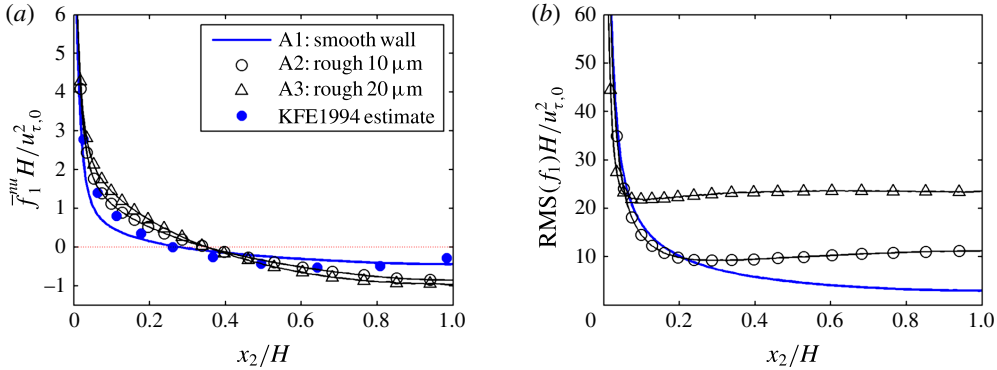 (a)
6
5
4
3
2
1
0
−1
0
0.2
0.4
0.6
0.8
1.0
x₂/H
f̅₁ⁿᵘ H/u²τ,0
A1: smooth wall
A2: rough 10 μm
A3: rough 20 μm
KFE1994 estimate
(b)
60
50
40
30
20
10
0
0.2
0.4
0.6
0.8
1.0
x₂/H
RMS(f₁)H/u²τ,0